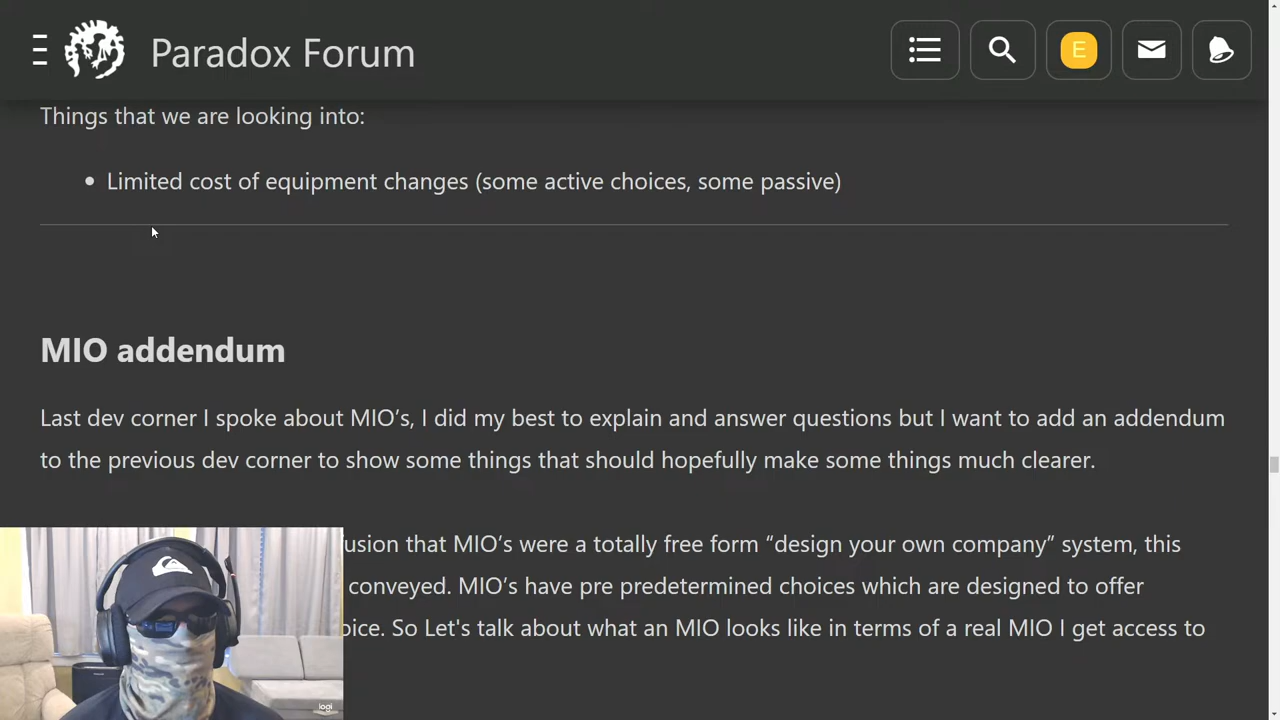 Paradox Forum
E
Things that we are looking into:
• Limited cost of equipment changes (some active choices, some passive)
MIO addendum
Last dev corner I spoke about MIO’s, I did my best to explain and answer questions but I want to add an addendum
to the previous dev corner to show some things that should hopefully make some things much clearer.
that MIO’s were a totally free form “design your own company” system, this
conveyed. MIO’s have pre predetermined choices which are designed to offer
So Let's talk about what an MIO looks like in terms of a real MIO I get access to
logi